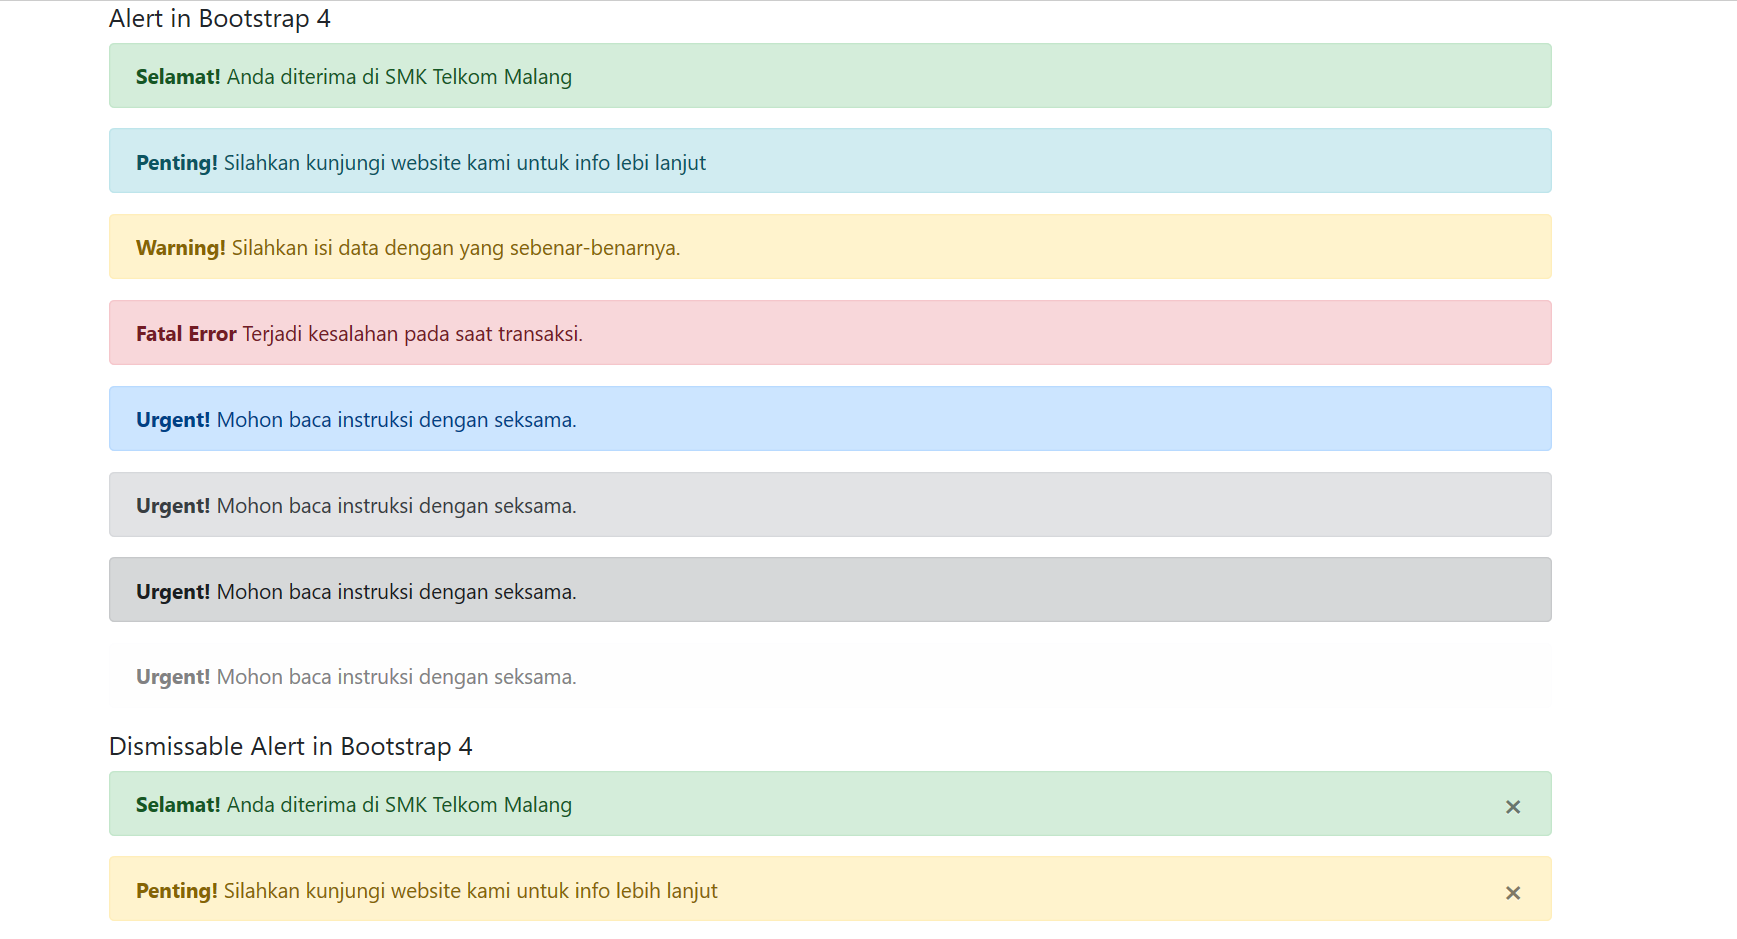 Alert in Bootstrap 4
Selamat! Anda diterima di SMK Telkom Malang
Penting! Silahkan kunjungi website kami untuk info lebi lanjut
Warning! Silahkan isi data dengan yang sebenar-benarnya.
Fatal Error Terjadi kesalahan pada saat transaksi.
Urgent! Mohon baca instruksi dengan seksama.
Urgent! Mohon baca instruksi dengan seksama.
Urgent! Mohon baca instruksi dengan seksama.
Urgent! Mohon baca instruksi dengan seksama.
Dismissable Alert in Bootstrap 4
Selamat! Anda diterima di SMK Telkom Malang ×
Penting! Silahkan kunjungi website kami untuk info lebih lanjut ×